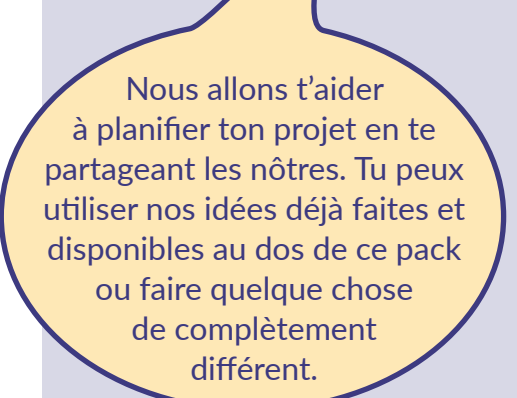 Nous allons t’aider
à planifier ton projet en te
partageant les nôtres. Tu peux
utiliser nos idées déjà faites et
disponibles au dos de ce pack
ou faire quelque chose
de complètement
différent.